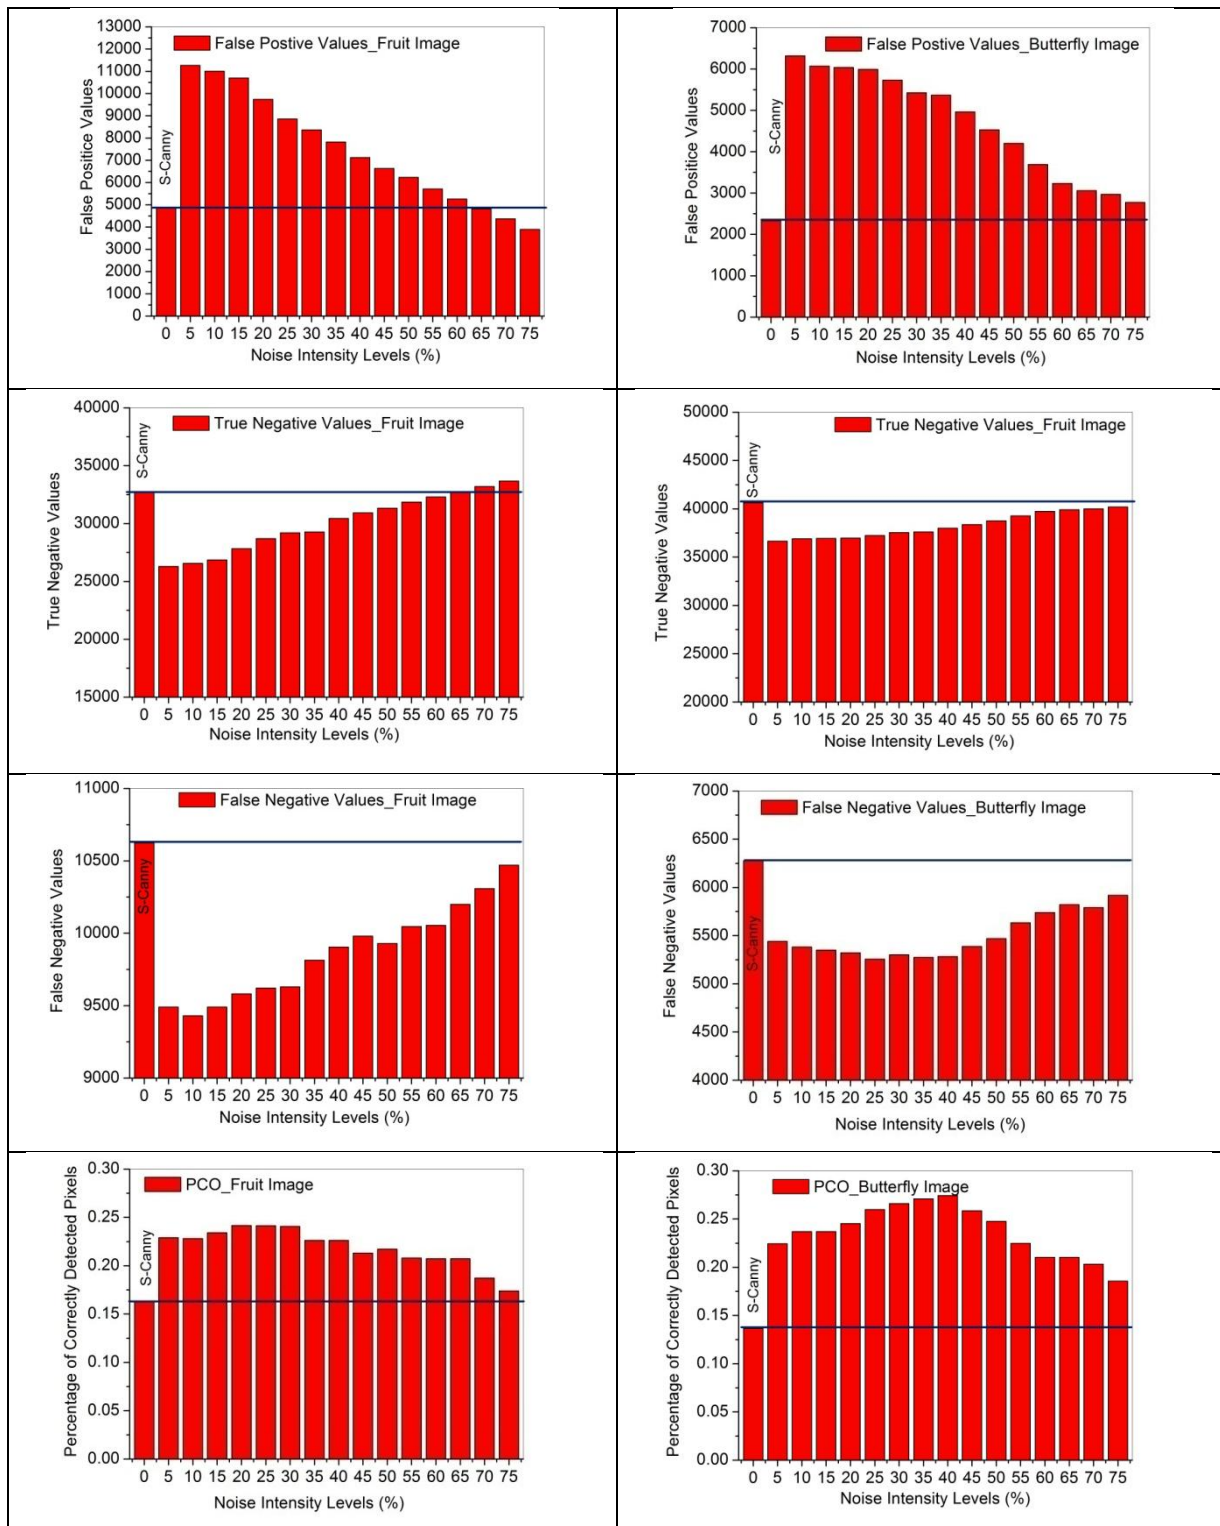 False Postive Values_Fruit Image
13000
12000
11000
10000
9000
8000
7000
6000
5000
4000
3000
2000
1000
0
False Positice Values
S-Canny
0 5 10 15 20 25 30 35 40 45 50 55 60 65 70 75
Noise Intensity Levels (%)
False Postive Values_Butterfly Image
7000
6000
5000
4000
3000
2000
1000
0
False Positice Values
S-Canny
0 5 10 15 20 25 30 35 40 45 50 55 60 65 70 75
Noise Intensity Levels (%)
True Negative Values_Fruit Image
40000
35000
30000
25000
20000
15000
True Negative Values
S-Canny
0 5 10 15 20 25 30 35 40 45 50 55 60 65 70 75
Noise Intensity Levels (%)
True Negative Values_Fruit Image
50000
45000
40000
35000
30000
25000
20000
True Negative Values
S-Canny
0 5 10 15 20 25 30 35 40 45 50 55 60 65 70 75
Noise Intensity Levels (%)
False Negative Values_Fruit Image
11000
10500
10000
9500
9000
False Negative Values
S-Canny
0 5 10 15 20 25 30 35 40 45 50 55 60 65 70 75
Noise Intensity Levels (%)
False Negative Values_Butterfly Image
7000
6500
6000
5500
5000
4500
4000
False Negative Values
S-Canny
0 5 10 15 20 25 30 35 40 45 50 55 60 65 70 75
Noise Intensity Levels (%)
PCO_Fruit Image
0.30
0.25
0.20
0.15
0.10
0.05
0.00
Percentage of Correctly Detected Pixels
S-Canny
0 5 10 15 20 25 30 35 40 45 50 55 60 65 70 75
Noise Intensity Levels (%)
PCO_Butterfly Image
0.30
0.25
0.20
0.15
0.10
0.05
0.00
Percentage of Correctly Detected Pixels
S-Canny
0 5 10 15 20 25 30 35 40 45 50 55 60 65 70 75
Noise Intensity Levels (%)